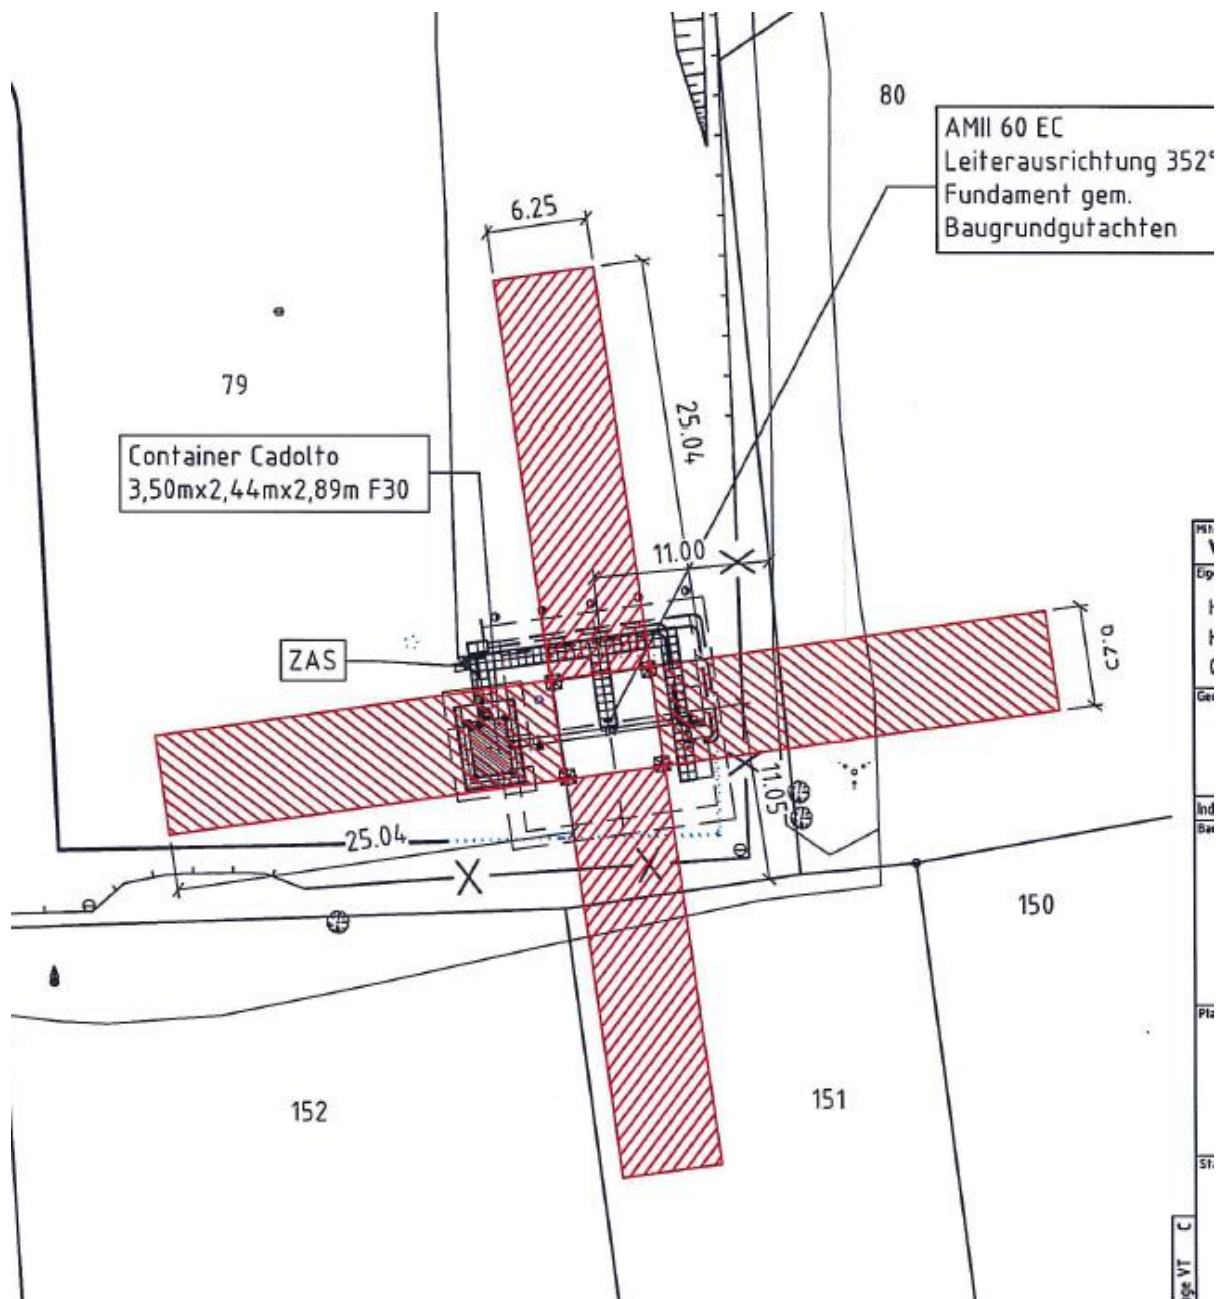 80
AMII 60 EC
Leiterausrichtung 352°
Fundament gem.
Baugrundgutachten
6.25
79
25.04
Container Cadolto
3,50mx2,44mx2,89m F30
11.00
ZAS
6.25
11.05
25.04
150
152
151
C